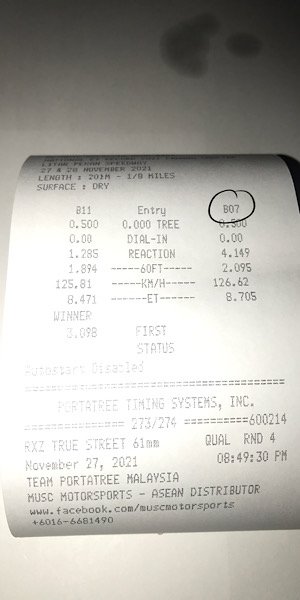 LITAR PEKAN SPEEDWAY
27 & 28 NOVEMBER 2021
LENGTH : 201M - 1/8 MILES
SURFACE : DRY
B11 Entry B07
0.500 0.000 TREE 0.500
0.00 DIAL-IN 0.00
1.285 REACTION 4.149
1.894 -----60FT----- 2.095
125.81 -----KM/H----- 126.62
8.471 ------ET------ 8.705
WINNER
3.098 FIRST
STATUS
Autostart Disabled
========================================
PORTATREE TIMING SYSTEMS, INC.
=============== 273/274 ==========600214
RXZ TRUE STREET 61mm QUAL RND 4
November 27, 2021 08:49:30 PM
TEAM PORTATREE MALAYSIA
MUSC MOTORSPORTS - ASEAN DISTRIBUTOR
www.facebook.com/muscmotorsports
+6016-6681490